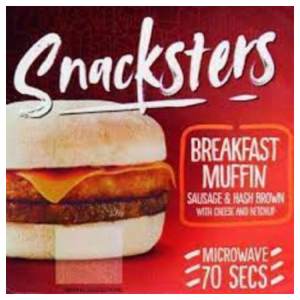 Snacksters
BREAKFAST
MUFFIN
SAUSAGE & HASH BROWN
WITH CHEESE AND KETCHUP
MICROWAVE
70 SECS